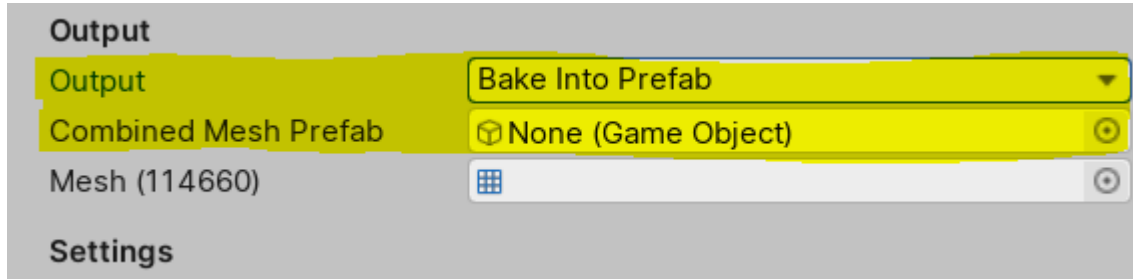 Output
Output Bake Into Prefab
Combined Mesh Prefab None (Game Object)
Mesh (114660)
Settings